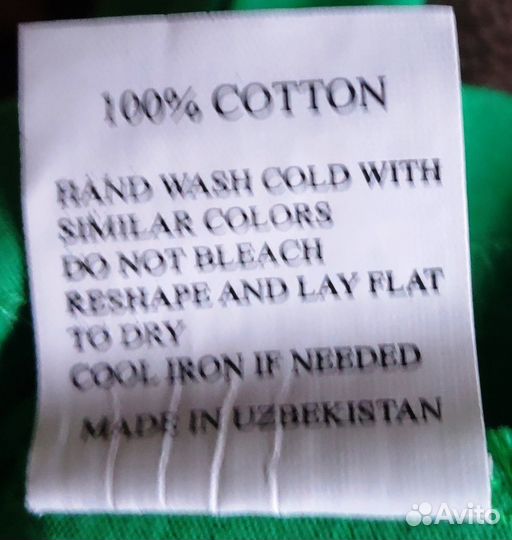 100% COTTON
HAND WASH COLD WITH
SIMILAR COLORS
DO NOT BLEACH
RESHAPE AND LAY FLAT
TO DRY
COOL IRON IF NEEDED
MADE IN UZBEKISTAN
Avito